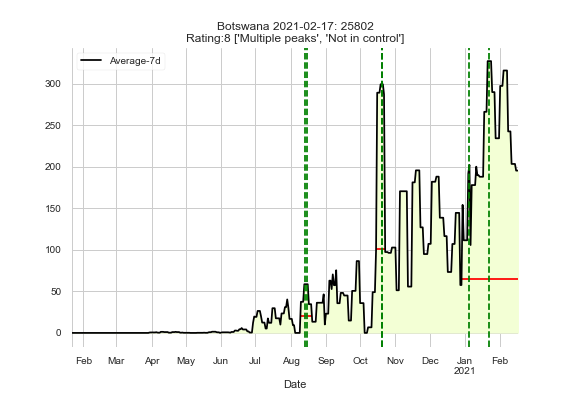 Botswana 2021-02-17: 25802
Rating:8 ['Multiple peaks', 'Not in control']
Average-7d
300
250
200
150
100
50
0
Feb Mar Apr May Jun Jul Aug Sep Oct Nov Dec Jan Feb
2021
Date